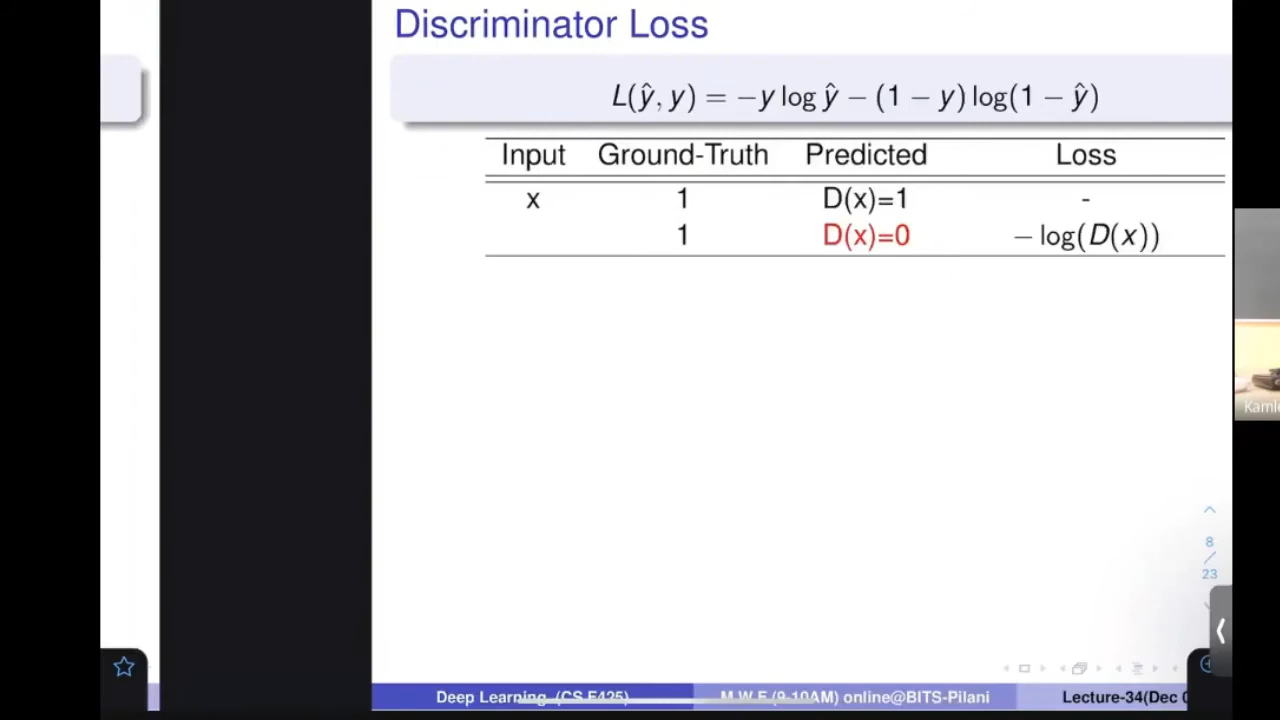 Discriminator Loss
L(ŷ, y) = −y log ŷ − (1 − y) log(1 − ŷ)
Input Ground-Truth Predicted Loss
x 1 D(x)=1 -
1 D(x)=0 − log(D(x))
8
/
23
Deep Learning (CS F425) M W F (9-10AM) online@BITS-Pilani Lecture-34(Dec